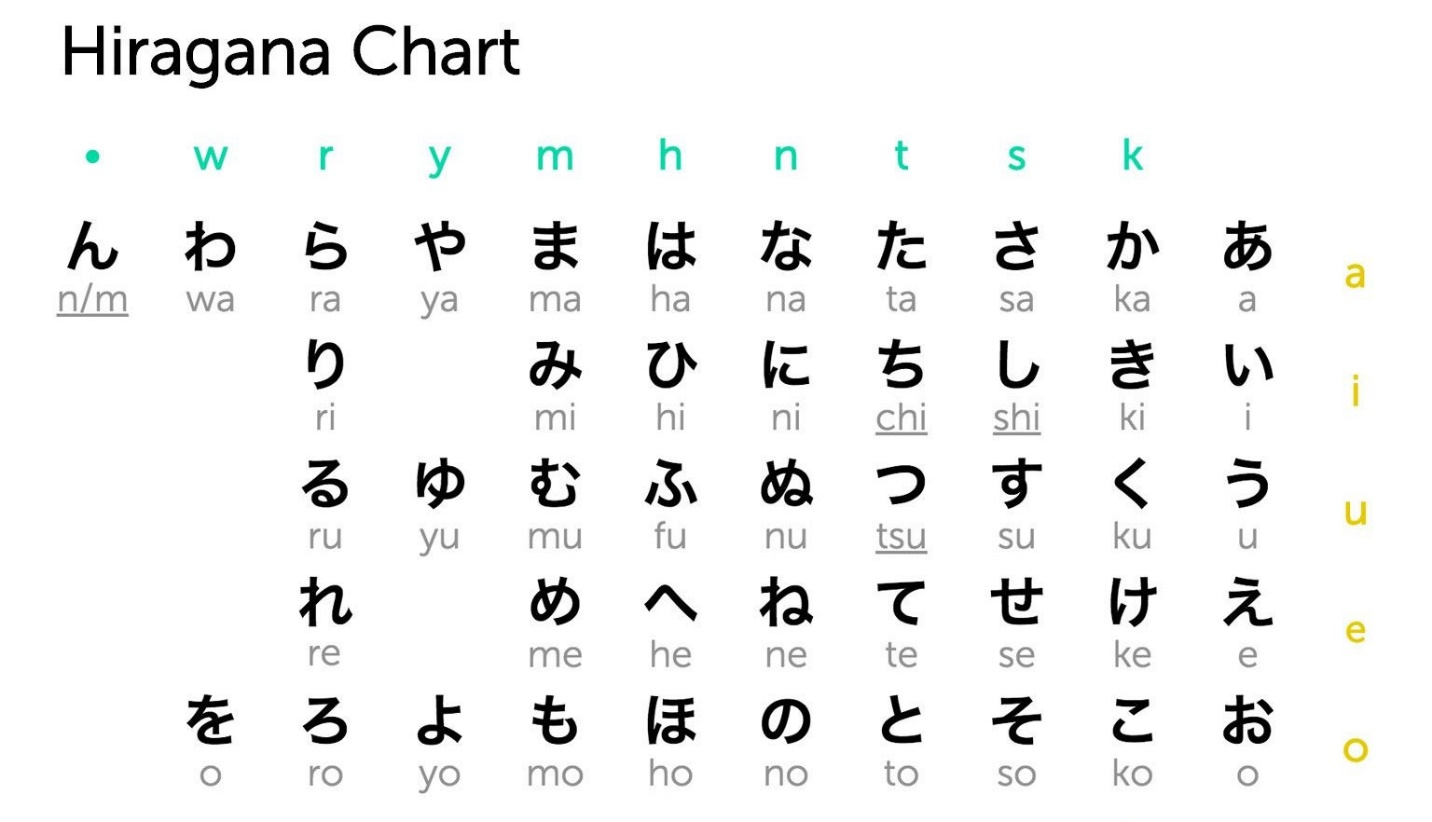 Hiragana Chart
• w r y m h n t s k
ん わ ら や ま は な た さ か あ
a
n/m wa ra ya ma ha na ta sa ka a
り み ひ に ち し き い
i
ri mi hi ni chi shi ki i
る ゆ む ふ ぬ つ す く う
u
ru yu mu fu nu tsu su ku u
れ め へ ね て せ け え
e
re me he ne te se ke e
を ろ よ も ほ の と そ こ お
o
o ro yo mo ho no to so ko o